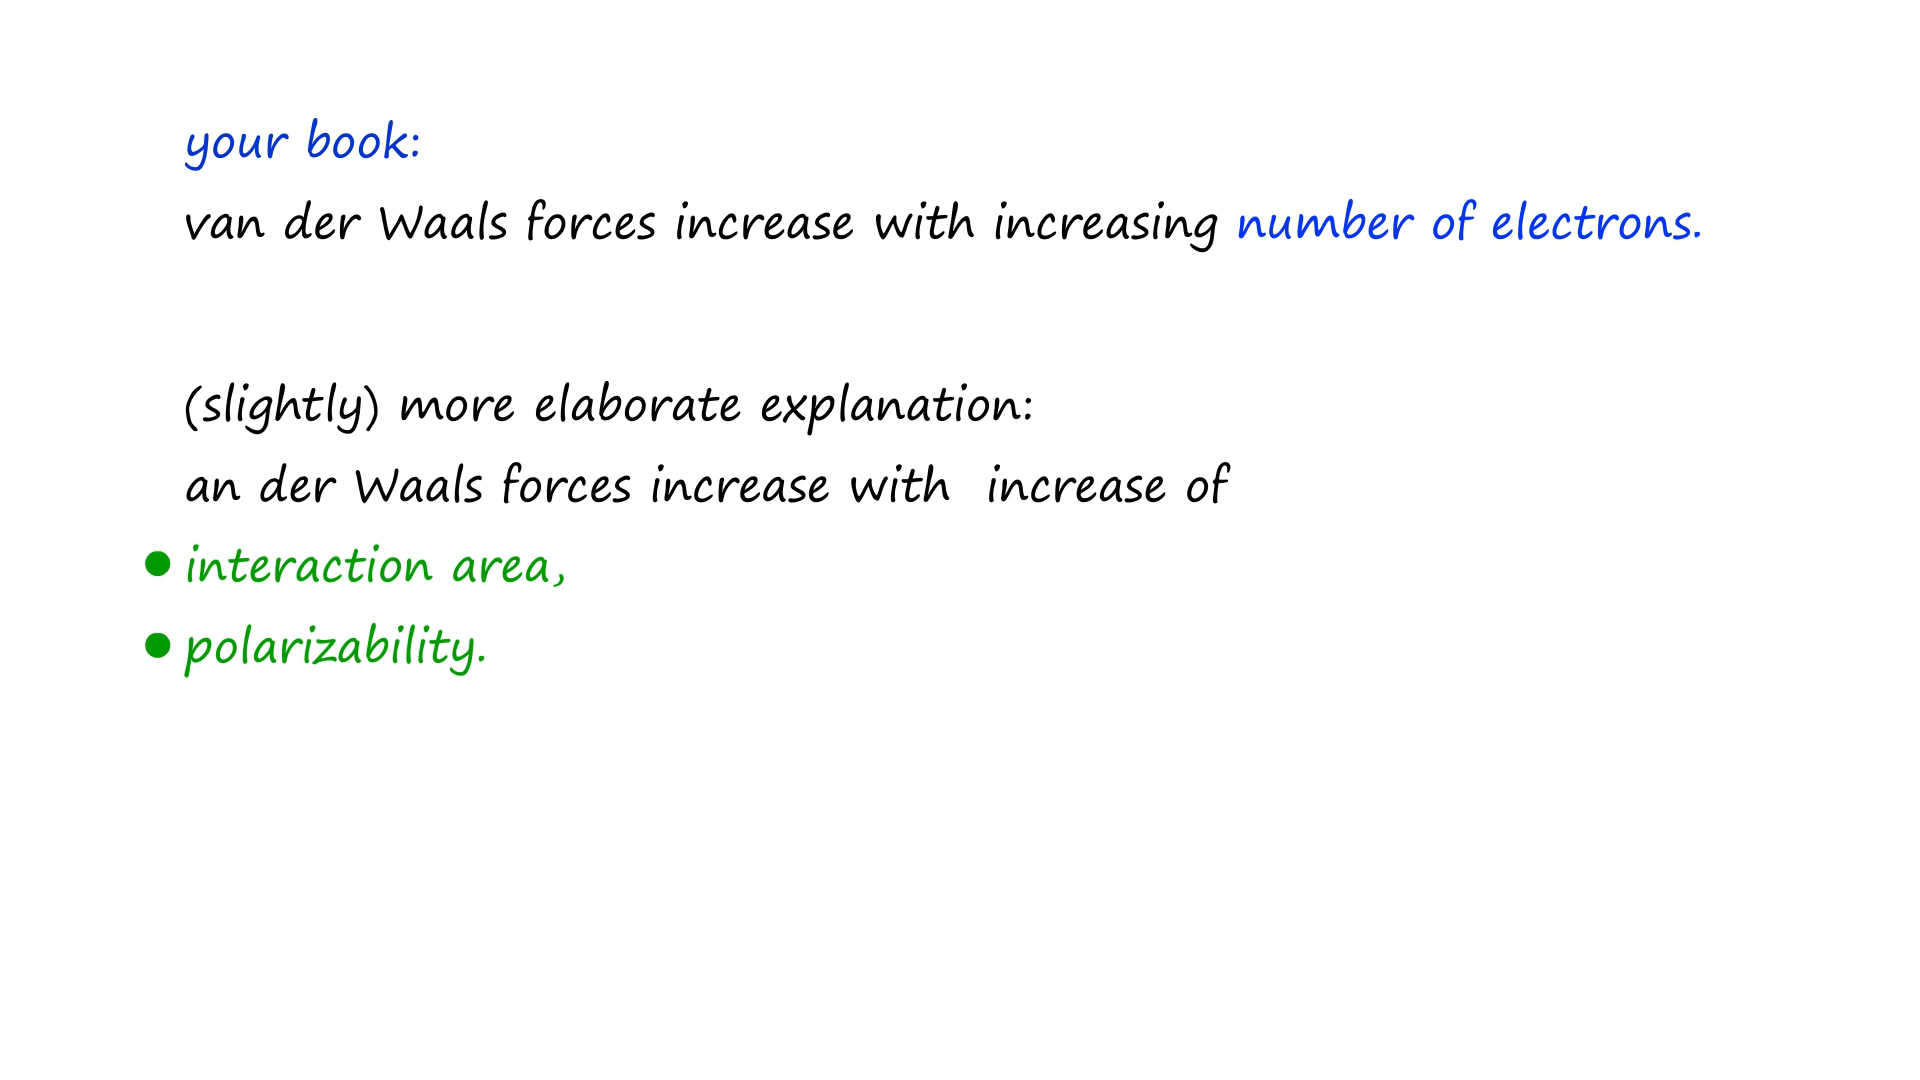 your book:
van der Waals forces increase with increasing number of electrons.
(slightly) more elaborate explanation:
an der Waals forces increase with  increase of
● interaction area,
● polarizability.